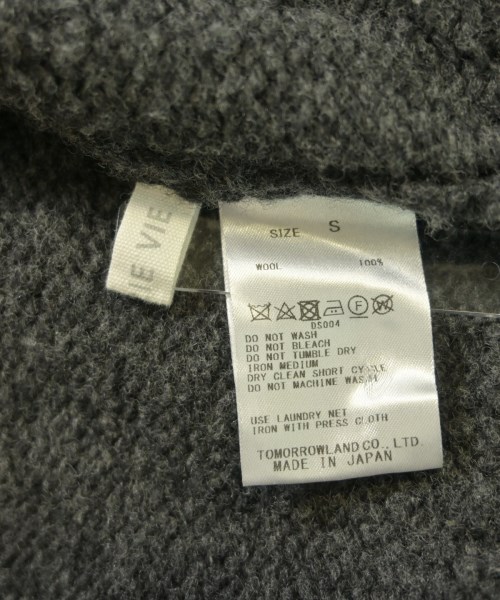 IE VIE
SIZE S
WOOL 100%
DS004
DO NOT WASH
DO NOT BLEACH
DO NOT TUMBLE DRY
IRON MEDIUM
DRY CLEAN SHORT CYCLE
DO NOT MACHINE WASH
USE LAUNDRY NET
IRON WITH PRESS CLOTH
TOMORROWLAND CO., LTD.
MADE IN JAPAN